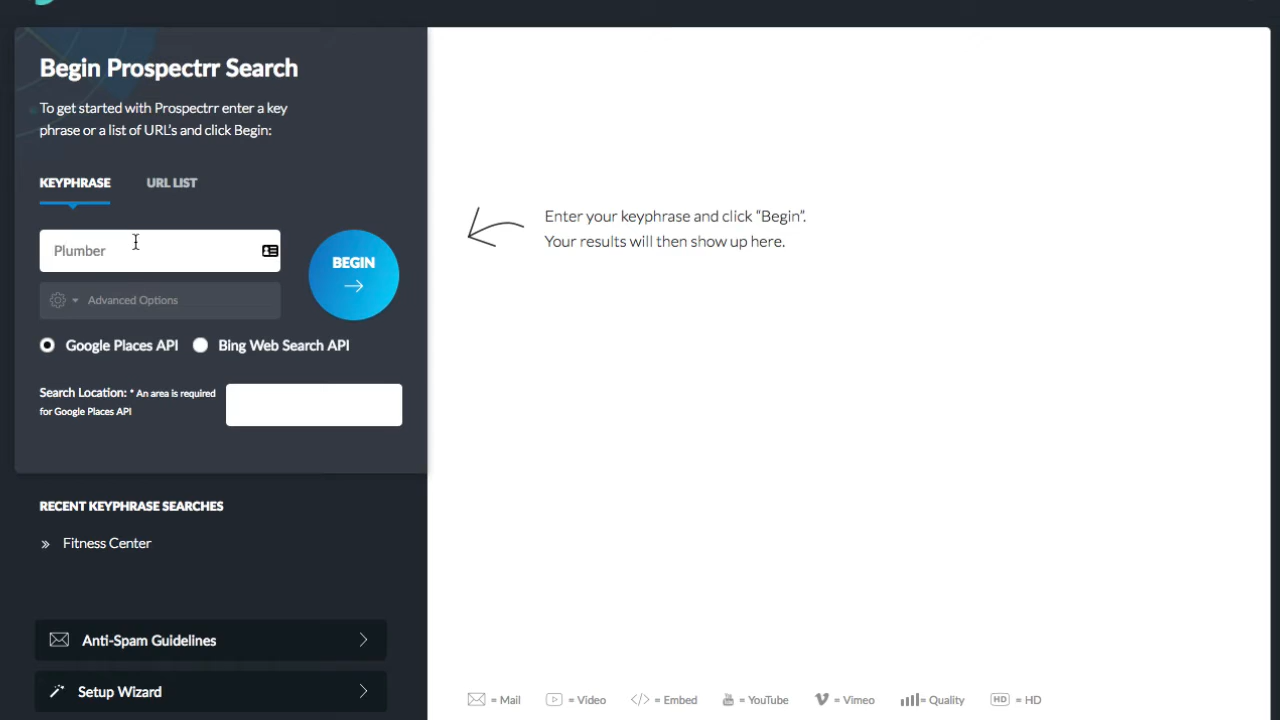 Begin Prospectrr Search
To get started with Prospectrr enter a key
phrase or a list of URL's and click Begin:
KEYPHRASE URL LIST
Plumber
BEGIN
Advanced Options
Google Places API Bing Web Search API
Search Location: * An area is required
for Google Places API
Enter your keyphrase and click “Begin”.
Your results will then show up here.
RECENT KEYPHRASE SEARCHES
» Fitness Center
Anti-Spam Guidelines
Setup Wizard
= Mail = Video </> = Embed You Tube = YouTube = Vimeo = Quality HD = HD